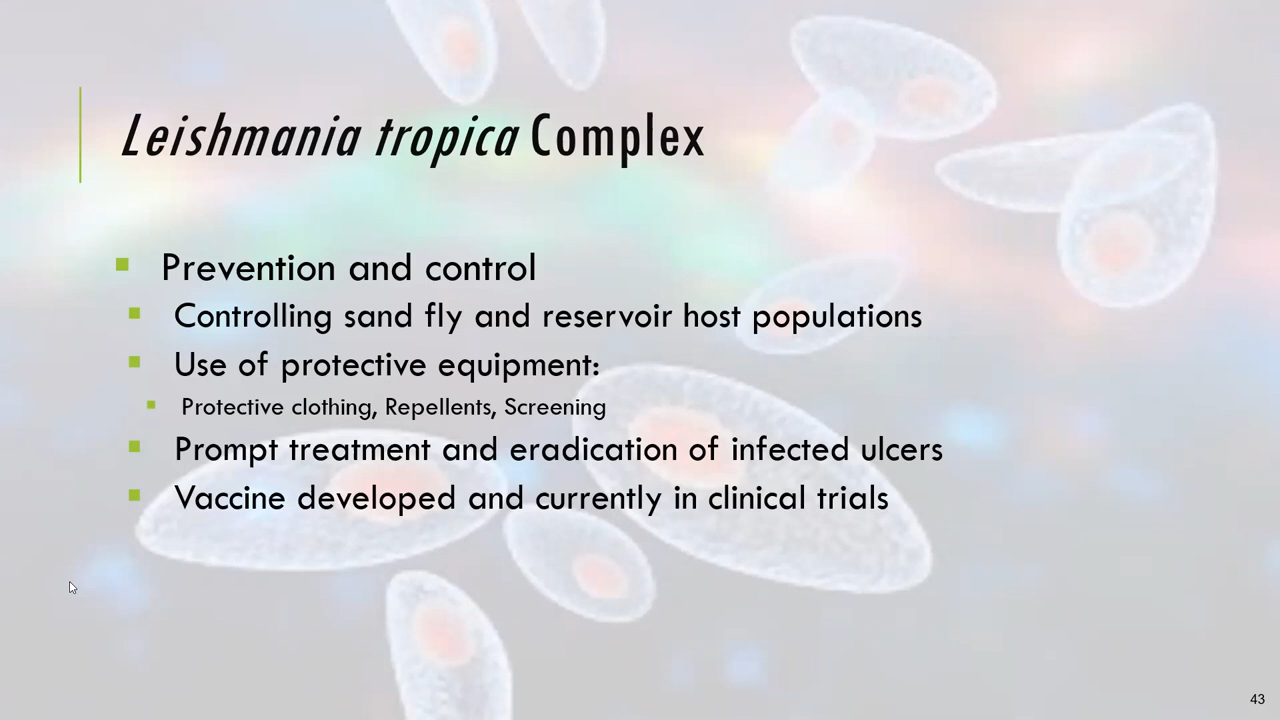 Leishmania tropica Complex
Prevention and control
Controlling sand fly and reservoir host populations
Use of protective equipment:
Protective clothing, Repellents, Screening
Prompt treatment and eradication of infected ulcers
Vaccine developed and currently in clinical trials
43